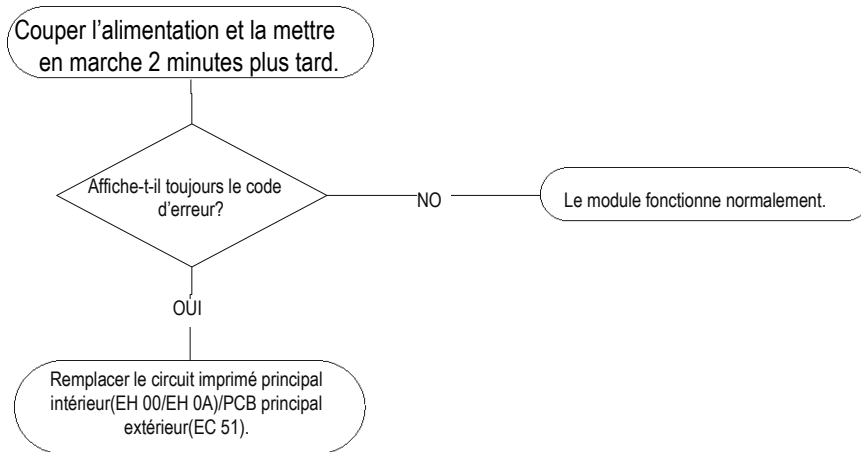 Couper l’alimentation et la mettre
en marche 2 minutes plus tard.
Affiche-t-il toujours le code
d’erreur?
NO
Le module fonctionne normalement.
OUI
Remplacer le circuit imprimé principal
intérieur(EH 00/EH 0A)/PCB principal
extérieur(EC 51).